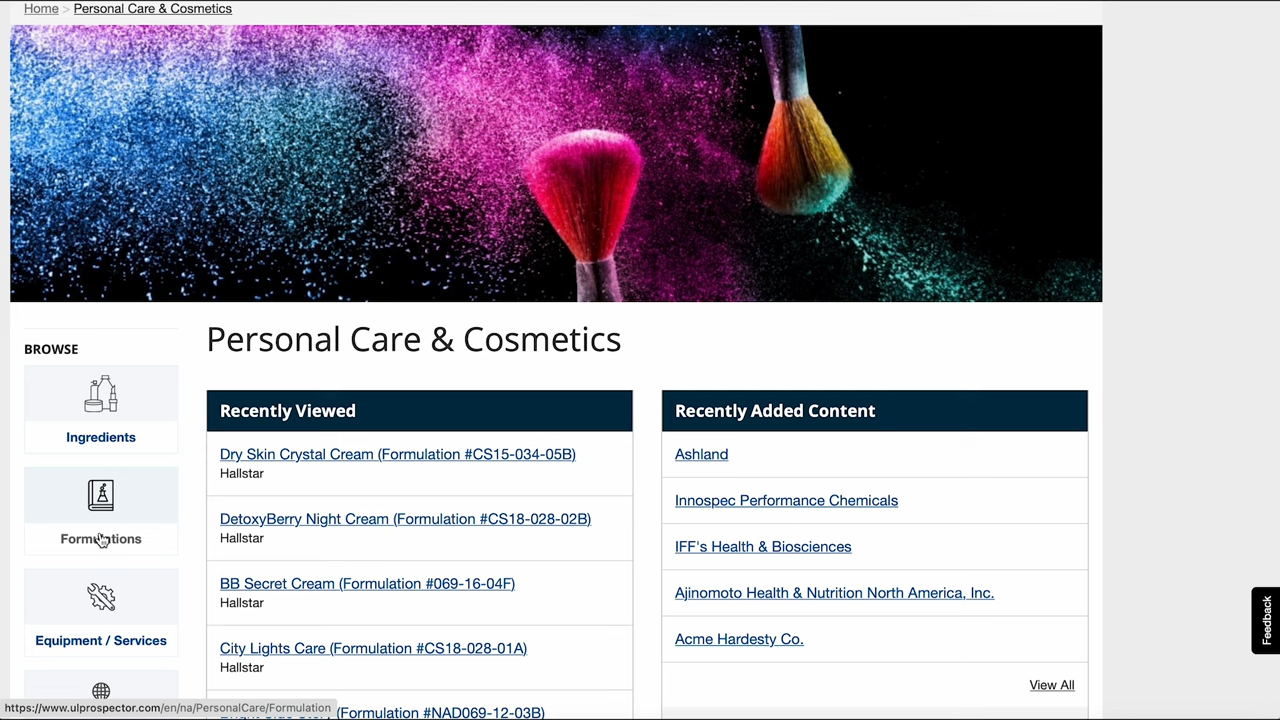 Home > Personal Care & Cosmetics
Personal Care & Cosmetics
BROWSE
Ingredients
Formulations
Equipment / Services
Recently Viewed
Dry Skin Crystal Cream (Formulation #CS15-034-05B)
Hallstar
DetoxyBerry Night Cream (Formulation #CS18-028-02B)
Hallstar
BB Secret Cream (Formulation #069-16-04F)
Hallstar
City Lights Care (Formulation #CS18-028-01A)
Hallstar
Bright Side Story (Formulation #NAD069-12-03B)
Recently Added Content
Ashland
Innospec Performance Chemicals
IFF's Health & Biosciences
Ajinomoto Health & Nutrition North America, Inc.
Acme Hardesty Co.
View All
Feedback
https://www.ulprospector.com/en/na/PersonalCare/Formulation